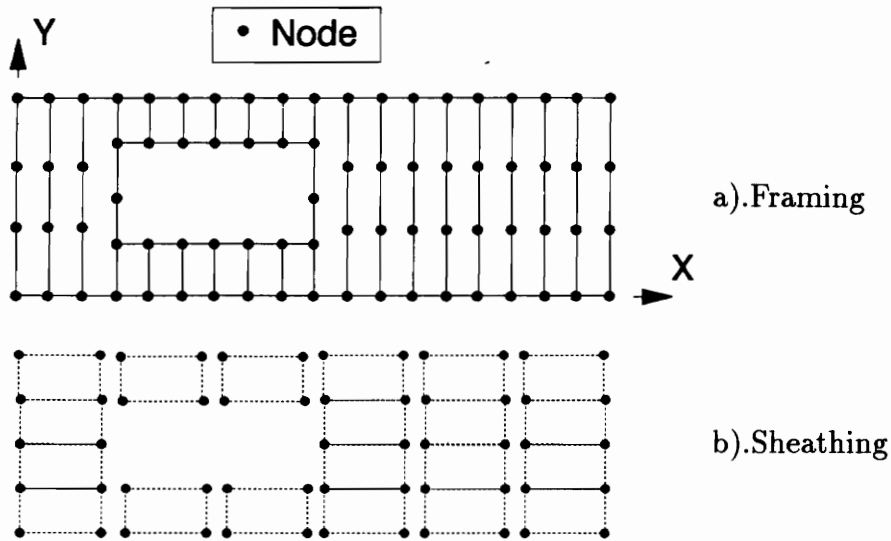 Y
• Node
a).Framing
X
b).Sheathing